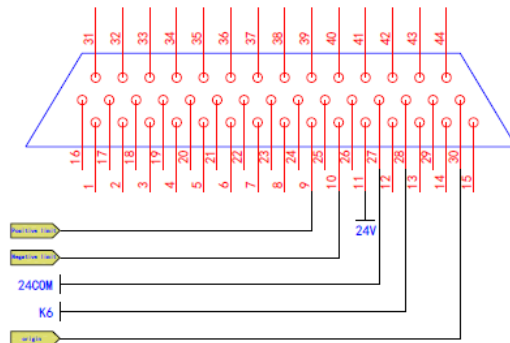 31 32 33 34 35 36 37 38 39 40 41 42 43 44
16 17 18 19 20 21 22 23 24 25 26 27 28 29 30
1 2 3 4 5 6 7 8 9 10 11 12 13 14 15
Positive limit
24V
Negative limit
24COM
K6
origin